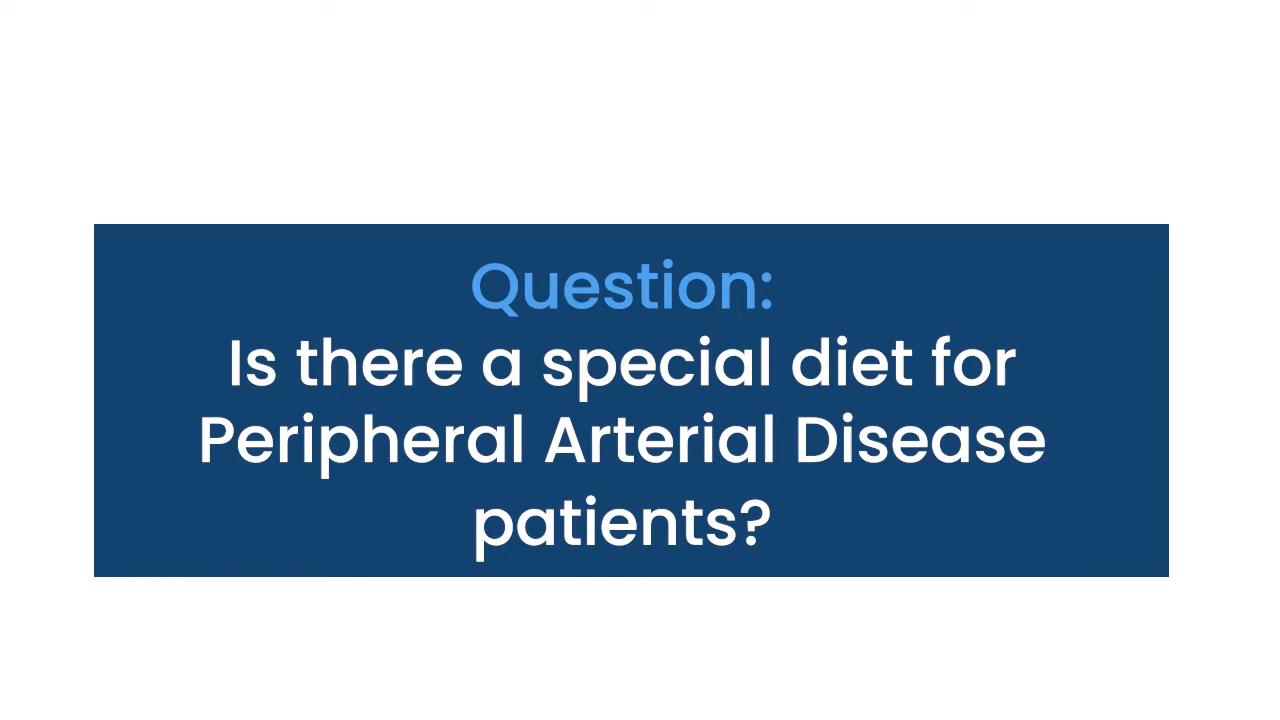 Question:
Is there a special diet for
Peripheral Arterial Disease
patients?